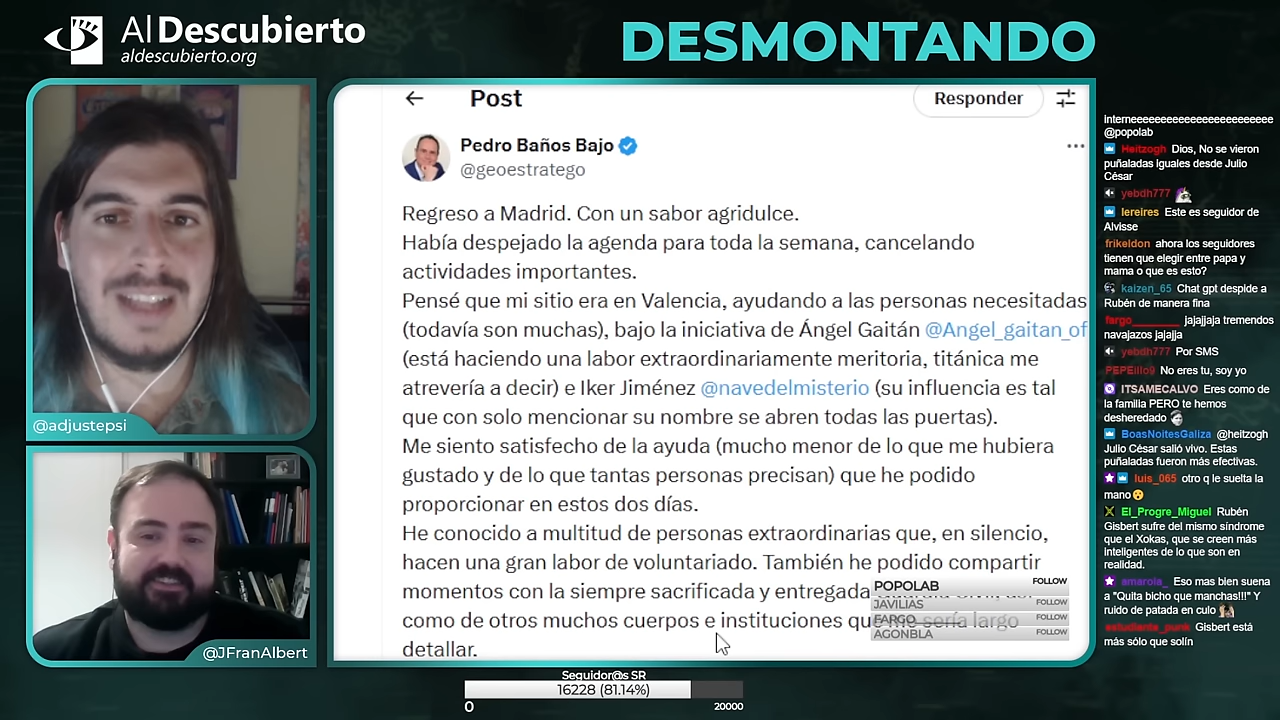 Al Descubierto
aldescubierto.org
DESMONTANDO
@adjustepsi
@JFranAlbert
Post
Responder
Pedro Baños Bajo
@geoestratego
Regreso a Madrid. Con un sabor agridulce.
Había despejado la agenda para toda la semana, cancelando
actividades importantes.
Pensé que mi sitio era en Valencia, ayudando a las personas necesitadas
(todavía son muchas), bajo la iniciativa de Ángel Gaitán @Angel_gaitan_of
(está haciendo una labor extraordinariamente meritoria, titánica me
atrevería a decir) e Iker Jiménez @navedelmisterio (su influencia es tal
que con solo mencionar su nombre se abren todas las puertas).
Me siento satisfecho de la ayuda (mucho menor de lo que me hubiera
gustado y de lo que tantas personas precisan) que he podido
proporcionar en estos dos días.
He conocido a multitud de personas extraordinarias que, en silencio,
hacen una gran labor de voluntariado. También he podido compartir
momentos con la siempre sacrificada y entregada
como de otros muchos cuerpos e instituciones que me sería largo
detallar.
POPOLAB FOLLOW
JAVILIAS FOLLOW
FARGO FOLLOW
AGONBLA FOLLOW
Seguidor@s SR
16228 (81.14%)
0 20000
interneeeeeeeeeeeeeeeeeeeeeeee
@popolab
Heitzogh Dios, No se vieron
puñaladas Iguales desde Julio
César
yebdh777
lereires Este es seguidor de
Alvisse
frikeldon ahora los seguidores
tienen que elegir entre papa y
mama o que es esto?
kaizen_65 Chat gpt despide a
Rubén de manera fina
fargo________ jajajjaja tremendos
navajazos jajajja
yebdh777 Por SMS
PEPEillo9 No eres tu, soy yo
ITSAMECALVO Eres como de
la familia PERO te hemos
desheredado
BoasNoitesGaliza @heitzogh
Julio César salió vivo. Estas
puñaladas fueron más efectivas.
luis_065 otro q le suelta la
mano
El_Progre_Miguel Rubén
Gisbert sufre del mismo síndrome
que el Xokas, que se creen más
inteligentes de lo que son en
realidad.
amarola_ Eso mas bien suena
a "Quita bicho que manchas!!!" Y
ruido de patada en culo
estudiante_punk Gisbert está
más sólo que solín